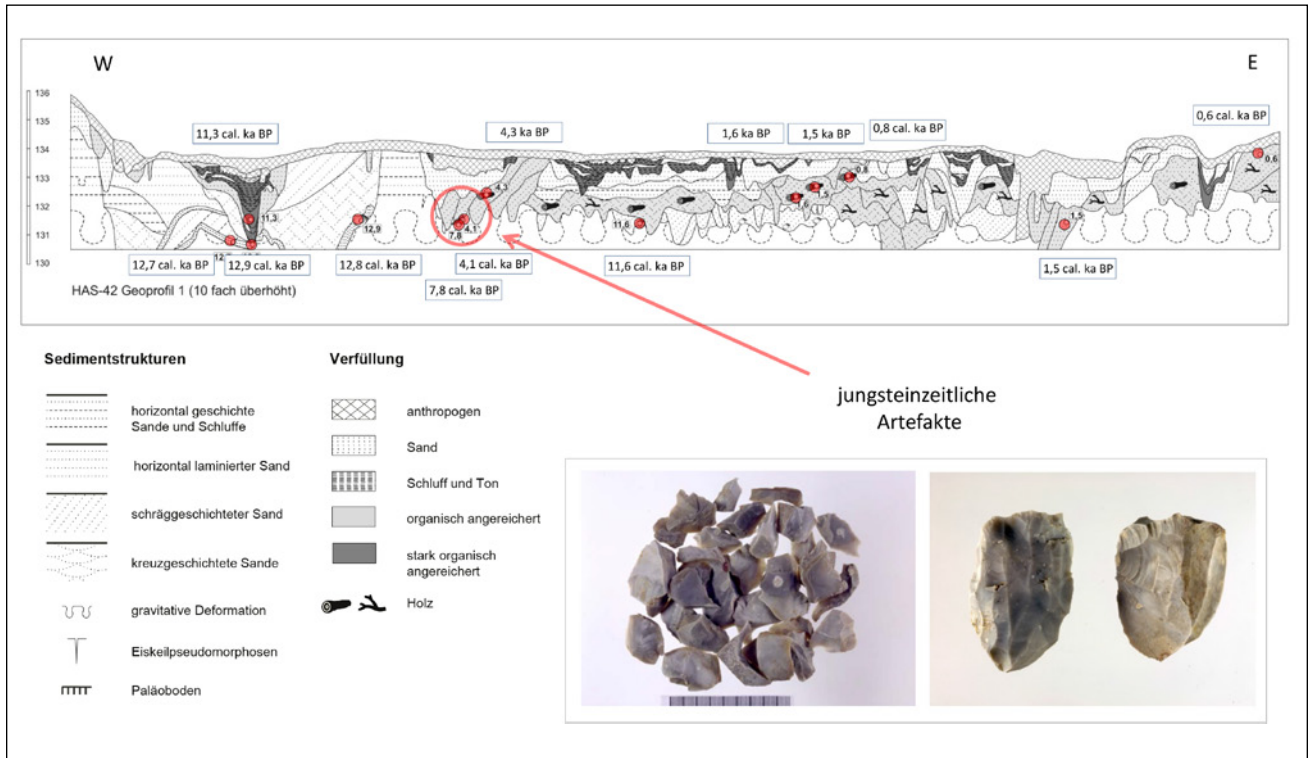 W
E
136
135
134
133
132
131
130
11,3 cal. ka BP
4,3 ka BP
1,6 ka BP
1,5 ka BP
0,8 cal. ka BP
0,6 cal. ka BP
11,3
12,9
7,8
4,1
4,3
11,6
1,5
0,8
1,5
0,6
12,7 cal. ka BP
12,9 cal. ka BP
12,8 cal. ka BP
4,1 cal. ka BP
7,8 cal. ka BP
11,6 cal. ka BP
1,5 cal. ka BP
HAS-42 Geoprofil 1 (10 fach überhöht)
Sedimentstrukturen
horizontal geschichte
Sande und Schluffe
horizontal laminierter Sand
schräggeschichteter Sand
kreuzgeschichtete Sande
gravitative Deformation
Eiskeilpseudomorphosen
Paläoboden
Verfüllung
anthropogen
Sand
Schluff und Ton
organisch angereichert
stark organisch
angereichert
Holz
jungsteinzeitliche
Artefakte